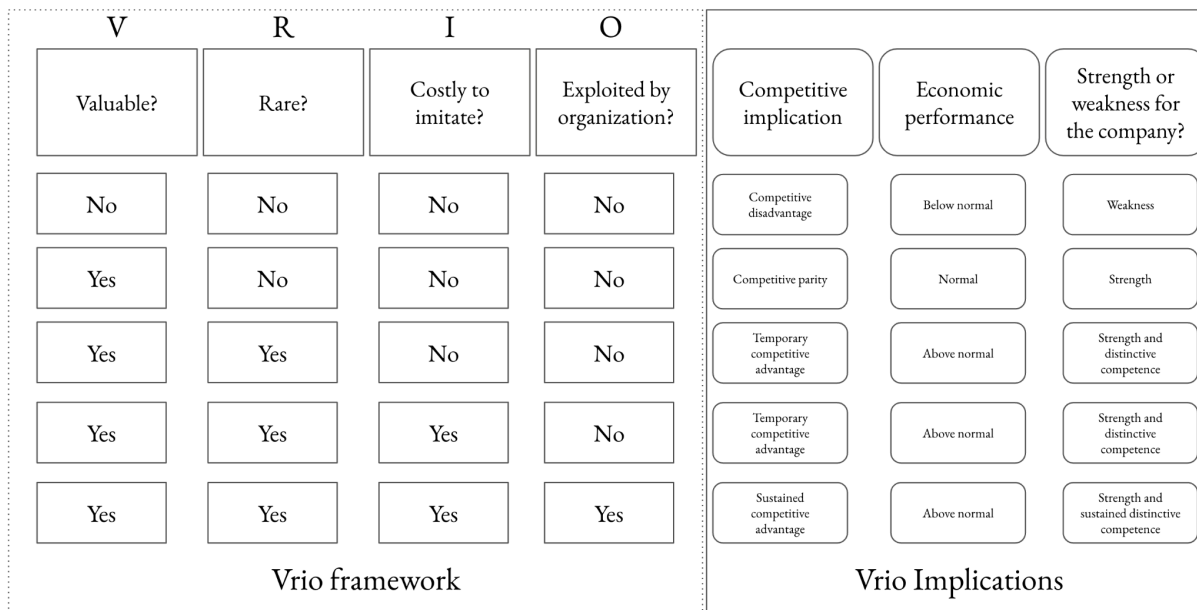 V
R
I
O
Valuable?
Rare?
Costly to
imitate?
Exploited by
organization?
Competitive
implication
Economic
performance
Strength or
weakness for
the company?
No
No
No
No
Competitive
disadvantage
Below normal
Weakness
Yes
No
No
No
Competitive parity
Normal
Strength
Yes
Yes
No
No
Temporary
competitive
advantage
Above normal
Strength and
distinctive
competence
Yes
Yes
Yes
No
Temporary
competitive
advantage
Above normal
Strength and
distinctive
competence
Yes
Yes
Yes
Yes
Sustained
competitive
advantage
Above normal
Strength and
sustained distinctive
competence
Vrio framework
Vrio Implications